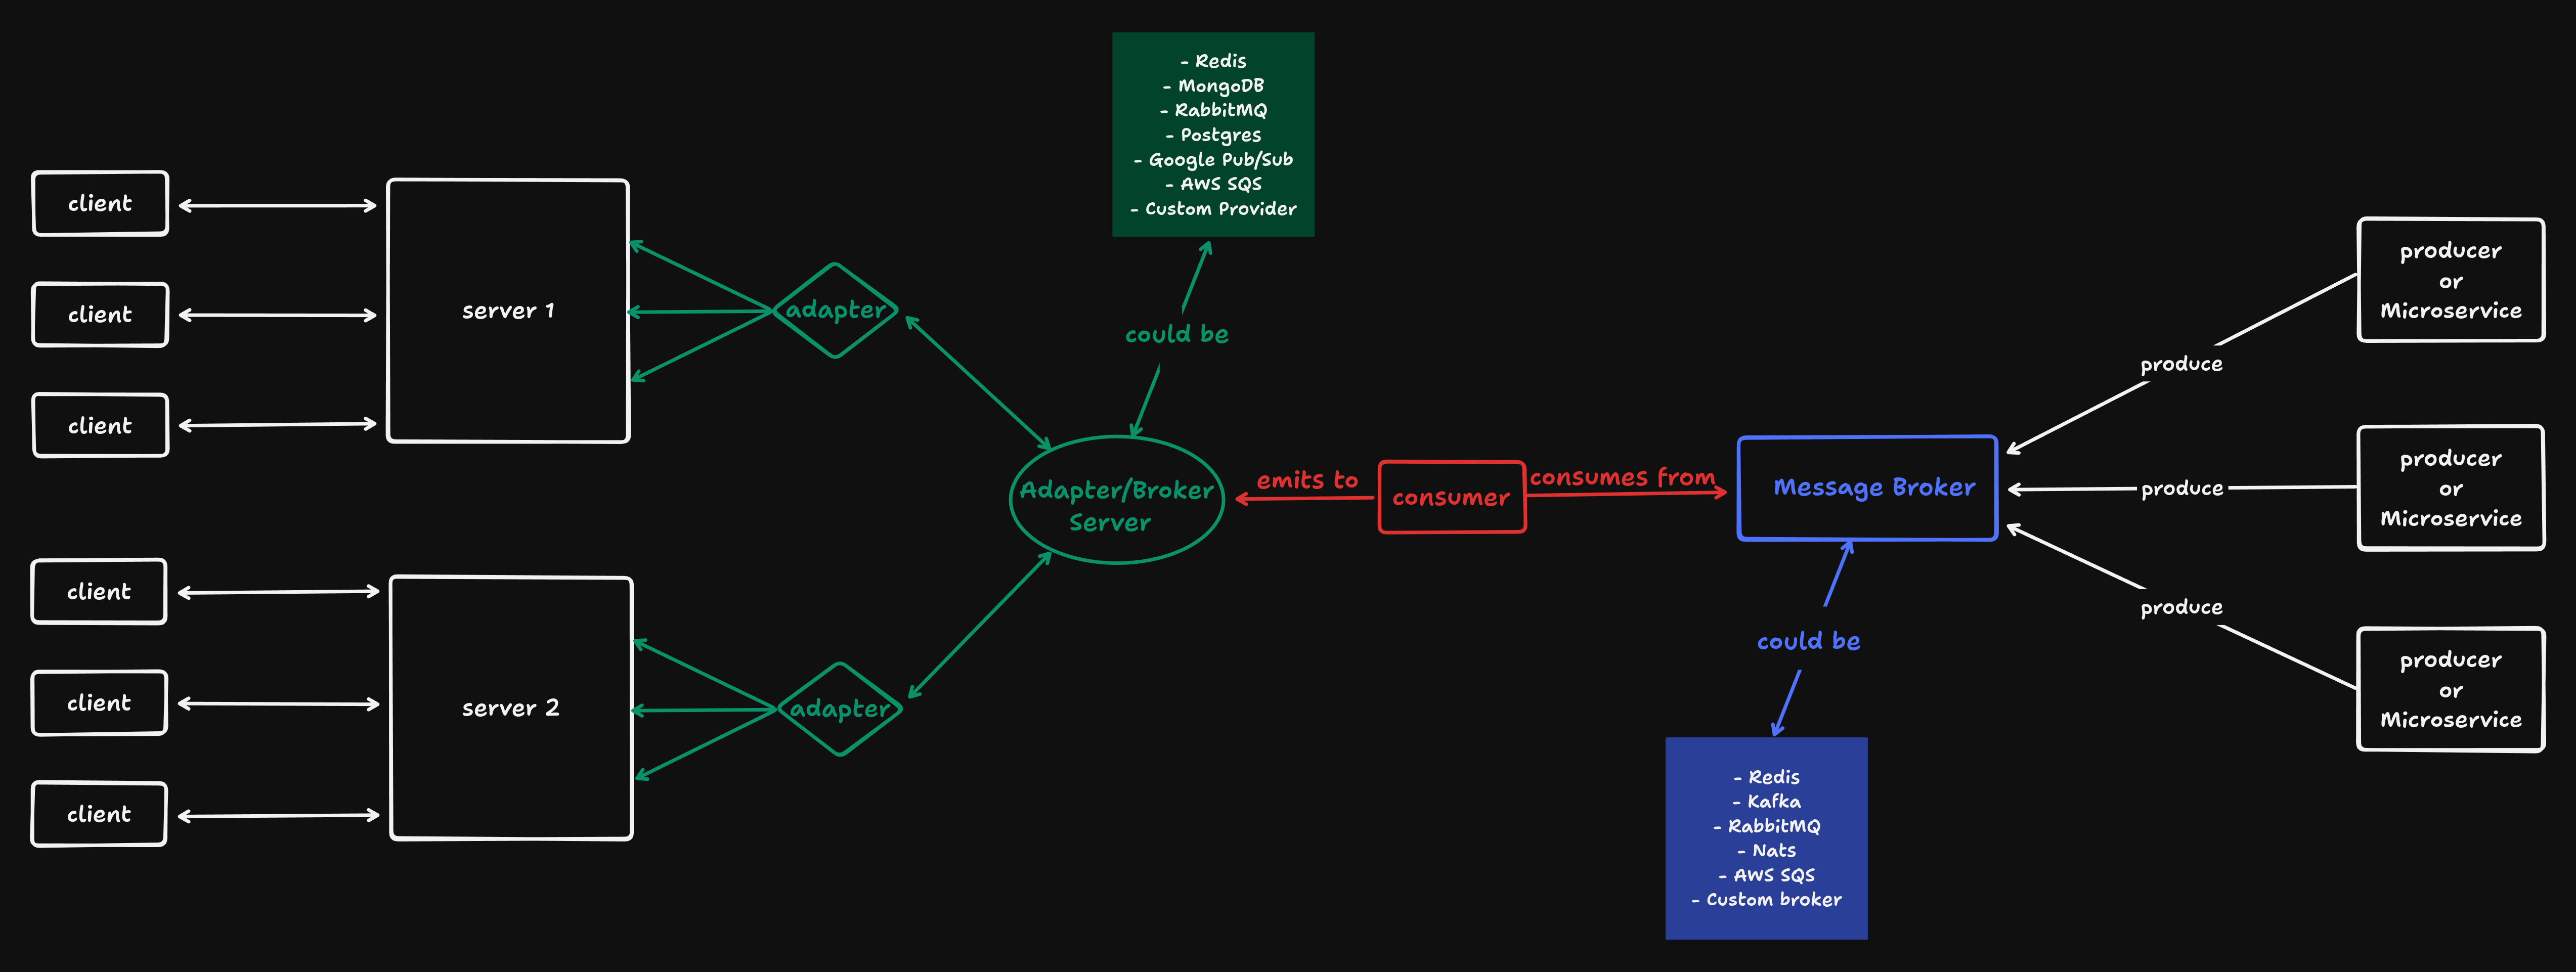 - Redis
- MongoDB
- RabbitMQ
- Postgres
- Google Pub/Sub
- AWS SQS
- Custom Provider
client
client
client
server 1
adapter
could be
client
client
client
server 2
adapter
Adapter/Broker
Server
emits to
consumer
consumes from
Message Broker
could be
- Redis
- Kafka
- RabbitMQ
- Nats
- AWS SQS
- Custom broker
produce
produce
produce
producer
or
Microservice
producer
or
Microservice
producer
or
Microservice